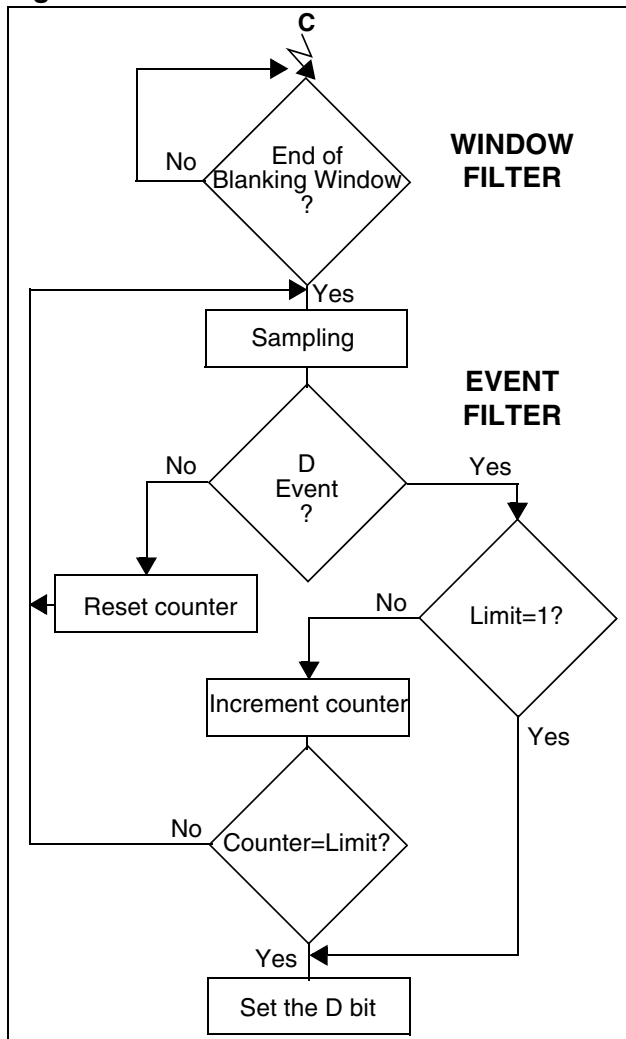 C
End of
Blanking Window
?
No
WINDOW
FILTER
Yes
Sampling
EVENT
FILTER
D
Event
?
No
Yes
Reset counter
Limit=1?
No
Increment counter
Yes
Counter=Limit?
No
Yes
Set the D bit